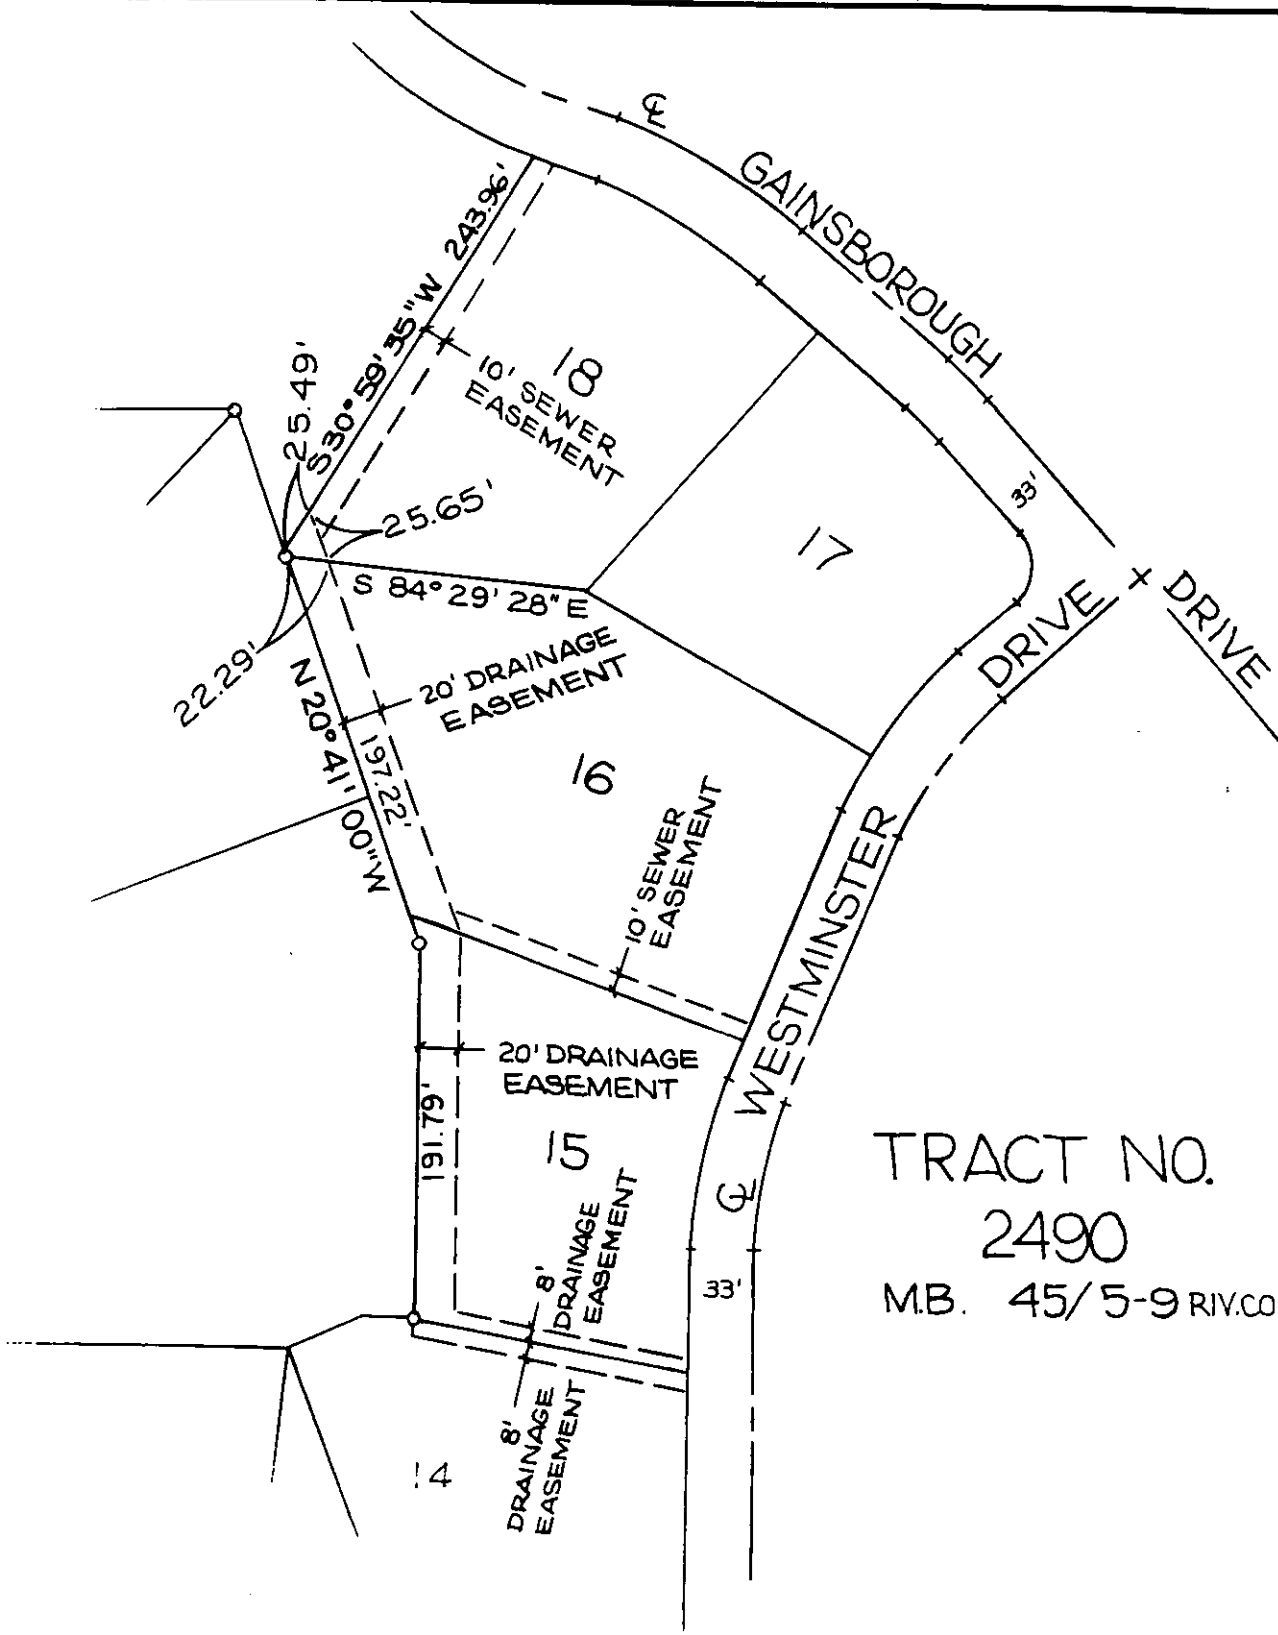 ℄
GAINSBOROUGH
DRIVE
S 30° 59' 35" W 243.96'
25.49'
18
10' SEWER
EASEMENT
25.65'
33'
17
S 84° 29' 28" E
22.29'
N 20° 41' 00" W
197.22'
20' DRAINAGE
EASEMENT
16
10' SEWER
EASEMENT
WESTMINSTER
DRIVE
20' DRAINAGE
EASEMENT
191.79'
15
8'
DRAINAGE
EASEMENT
℄
33'
TRACT NO.
2490
M.B. 45/5-9 RIV.CO
8'
DRAINAGE
EASEMENT
14